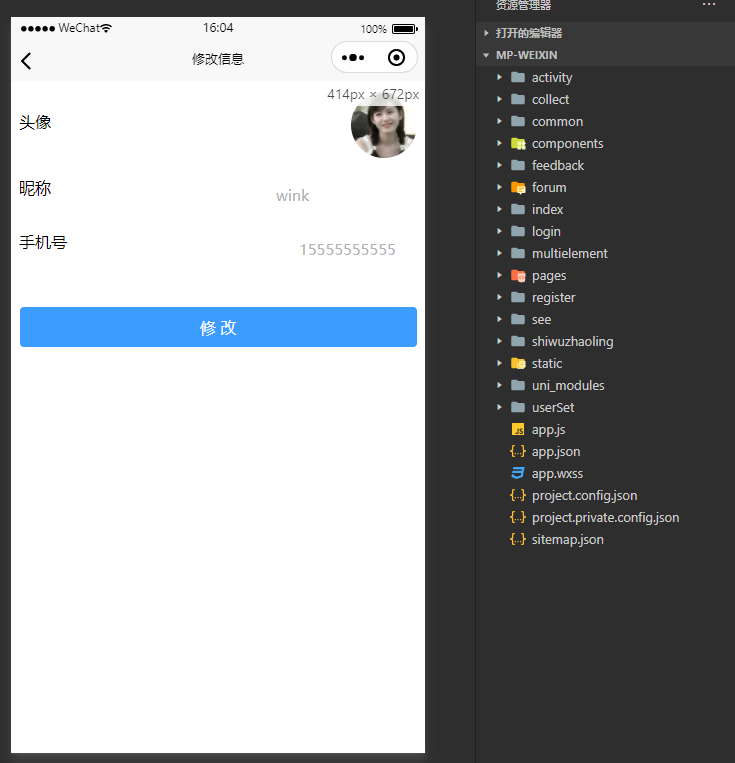 ●●●●● WeChat 16:04 100%
修改信息
414px × 672px
头像
昵称 wink
手机号 15555555555
修 改
资源管理器 ···
打开的编辑器
MP-WEIXIN
activity
collect
common
components
feedback
forum
index
login
multielement
pages
register
see
shiwuzhaoling
static
uni_modules
userSet
JS app.js
{..} app.json
app.wxss
{..} project.config.json
{..} project.private.config.json
{..} sitemap.json